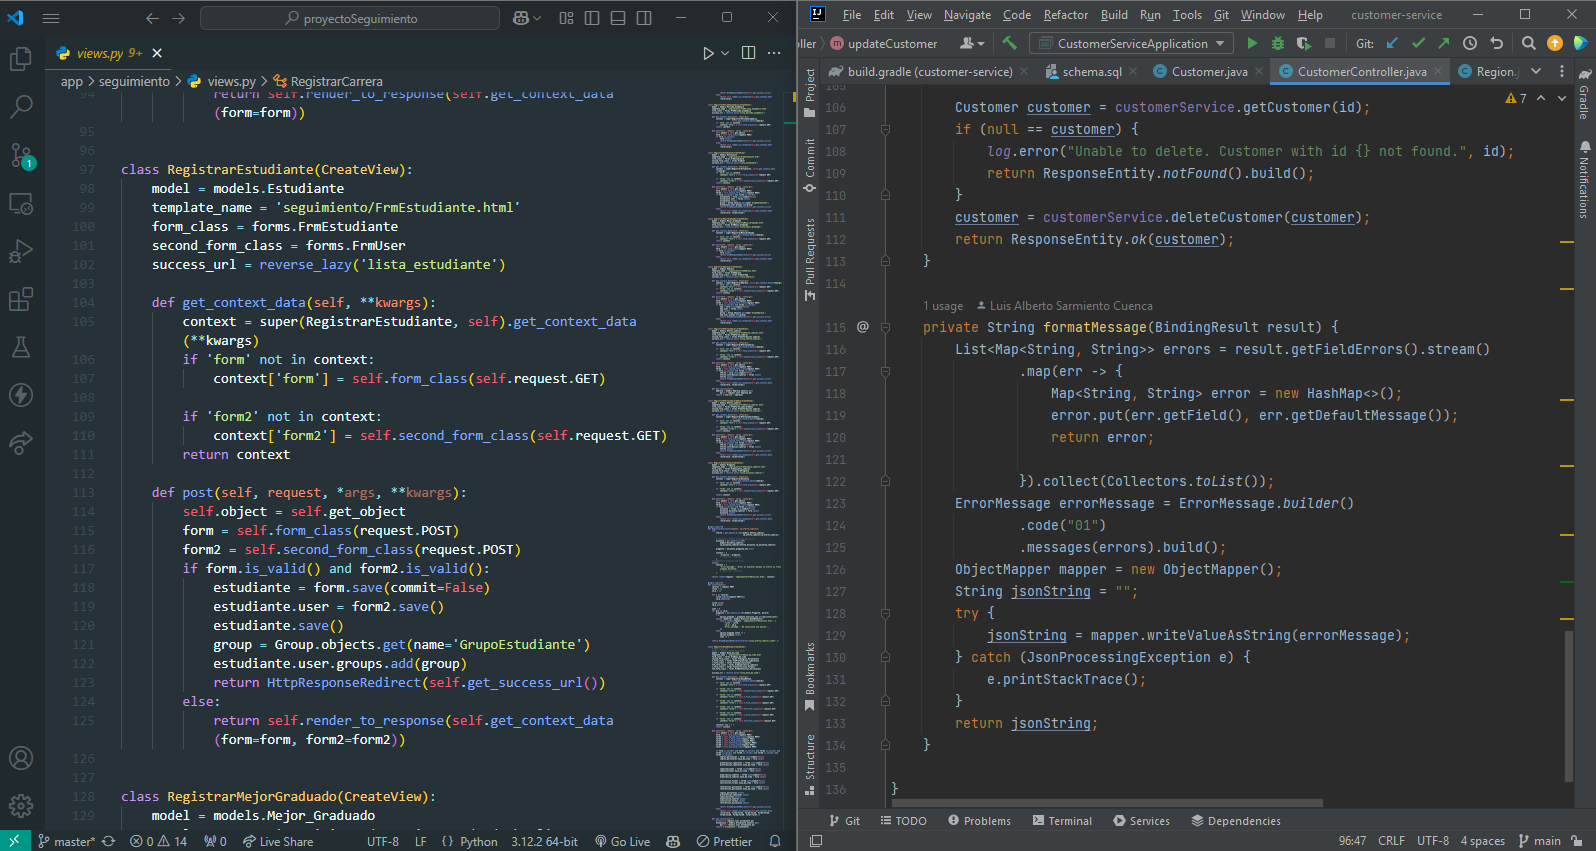 proyectoSeguimiento
views.py 9+
app > seguimiento > views.py > RegistrarCarrera
94 return self.render_to_response(self.get_context_data
(form=form))
95
96
97 class RegistrarEstudiante(CreateView):
98 model = models.Estudiante
99 template_name = 'seguimiento/FrmEstudiante.html'
100 form_class = forms.FrmEstudiante
101 second_form_class = forms.FrmUser
102 success_url = reverse_lazy('lista_estudiante')
103
104 def get_context_data(self, **kwargs):
105 context = super(RegistrarEstudiante, self).get_context_data
(**kwargs)
106 if 'form' not in context:
107 context['form'] = self.form_class(self.request.GET)
108
109 if 'form2' not in context:
110 context['form2'] = self.second_form_class(self.request.GET)
111 return context
112
113 def post(self, request, *args, **kwargs):
114 self.object = self.get_object
115 form = self.form_class(request.POST)
116 form2 = self.second_form_class(request.POST)
117 if form.is_valid() and form2.is_valid():
118 estudiante = form.save(commit=False)
119 estudiante.user = form2.save()
120 estudiante.save()
121 group = Group.objects.get(name='GrupoEstudiante')
122 estudiante.user.groups.add(group)
123 return HttpResponseRedirect(self.get_success_url())
124 else:
125 return self.render_to_response(self.get_context_data
(form=form, form2=form2))
126
127
128 class RegistrarMejorGraduado(CreateView):
129 model = models.Mejor_Graduado
1
master* 0 14 0 Live Share UTF-8 LF {} Python 3.12.2 64-bit Go Live Prettier
IJ File Edit View Navigate Code Refactor Build Run Tools Git Window Help customer-service
ller updateCustomer CustomerServiceApplication Git:
build.gradle (customer-service) schema.sql Customer.java CustomerController.java Region.j
Project
Commit
Pull Requests
Bookmarks
Structure
7
105
106 Customer customer = customerService.getCustomer(id);
107 if (null == customer) {
108 log.error("Unable to delete. Customer with id {} not found.", id);
109 return ResponseEntity.notFound().build();
110 }
111 customer = customerService.deleteCustomer(customer);
112 return ResponseEntity.ok(customer);
113 }
114
1 usage Luis Alberto Sarmiento Cuenca
115 @ private String formatMessage(BindingResult result) {
116 List<Map<String, String>> errors = result.getFieldErrors().stream()
117 .map(err -> {
118 Map<String, String> error = new HashMap<>();
119 error.put(err.getField(), err.getDefaultMessage());
120 return error;
121
122 }).collect(Collectors.toList());
123 ErrorMessage errorMessage = ErrorMessage.builder()
124 .code("01")
125 .messages(errors).build();
126 ObjectMapper mapper = new ObjectMapper();
127 String jsonString = "";
128 try {
129 jsonString = mapper.writeValueAsString(errorMessage);
130 } catch (JsonProcessingException e) {
131 e.printStackTrace();
132 }
133 return jsonString;
134 }
135
136 }
Gradle
Notifications
Git TODO Problems Terminal Services Dependencies
96:47 CRLF UTF-8 4 spaces main